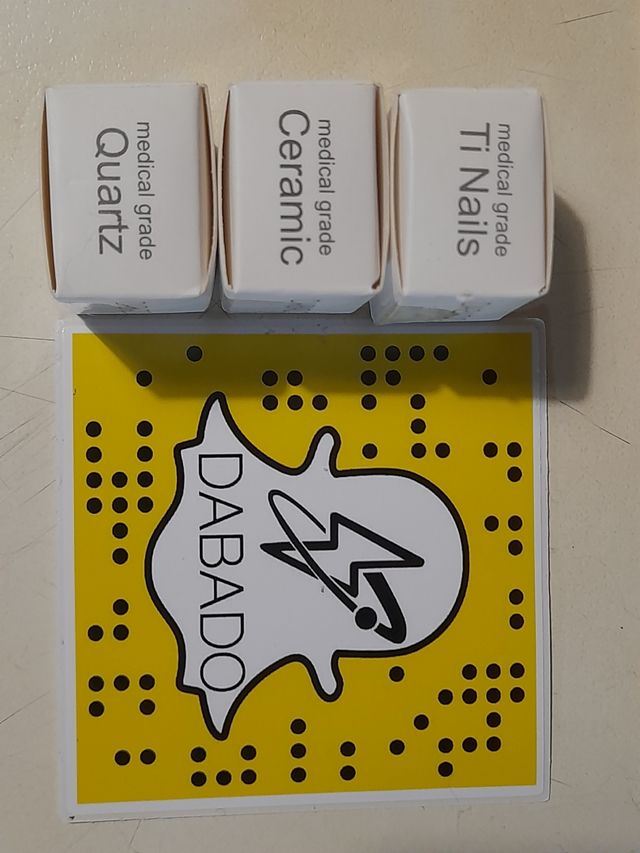 medical grade
Ti Nails
medical grade
Ceramic
medical grade
Quartz
DABADO